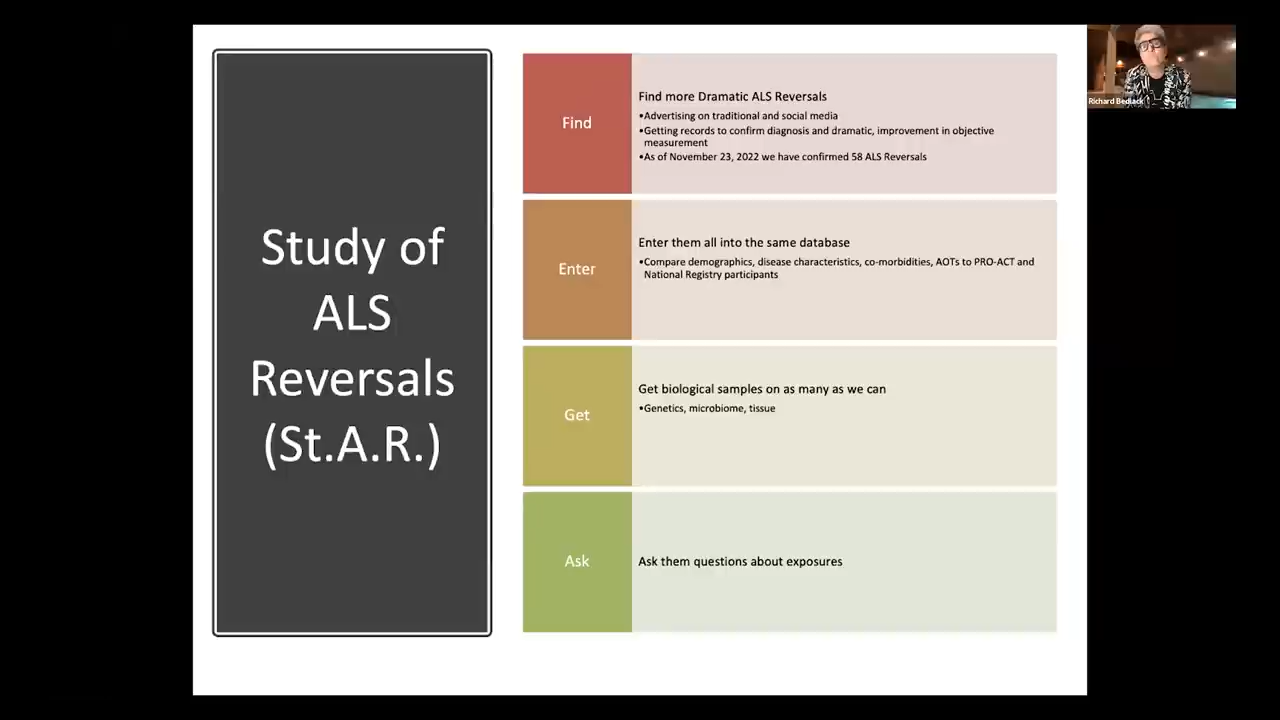 Study of
ALS
Reversals
(St.A.R.)
Find
Find more Dramatic ALS Reversals
•Advertising on traditional and social media
•Getting records to confirm diagnosis and dramatic, improvement in objective
measurement
•As of November 23, 2022 we have confirmed 58 ALS Reversals
Enter
Enter them all into the same database
•Compare demographics, disease characteristics, co-morbidities, AOTs to PRO-ACT and
National Registry participants
Get
Get biological samples on as many as we can
•Genetics, microbiome, tissue
Ask
Ask them questions about exposures
Richard Bedlack